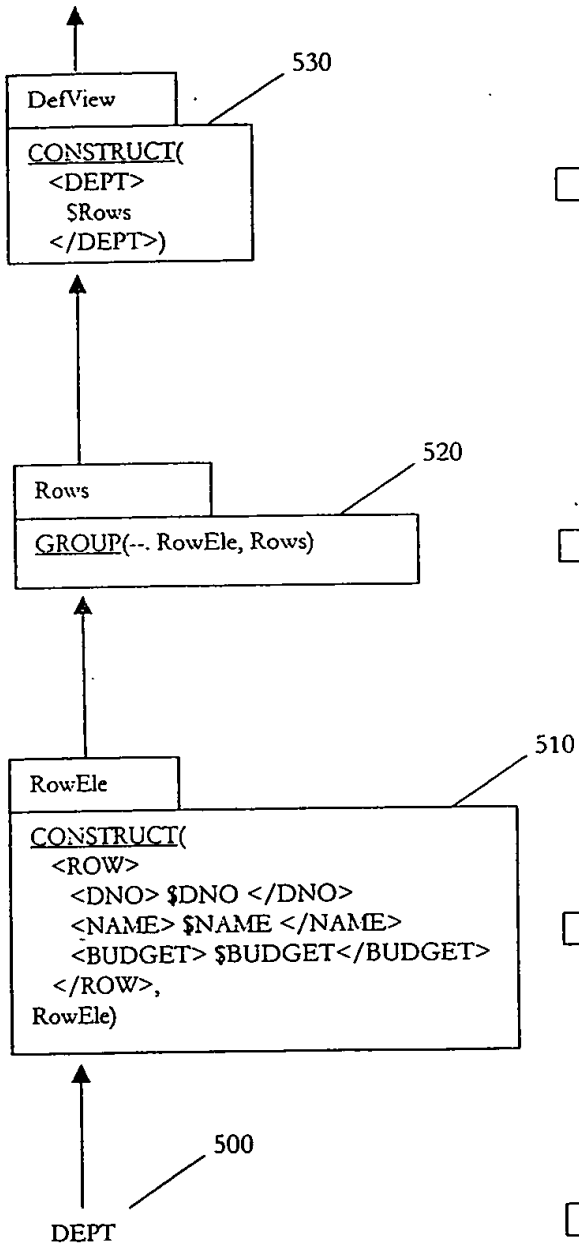 530
DefView
CONSTRUCT(
<DEPT>
$Rows
</DEPT>)
520
Rows
GROUP(--. RowEle, Rows)
510
RowEle
CONSTRUCT(
<ROW>
<DNO> $DNO </DNO>
<NAME> $NAME </NAME>
<BUDGET> $BUDGET</BUDGET>
</ROW>,
RowEle)
500
DEPT